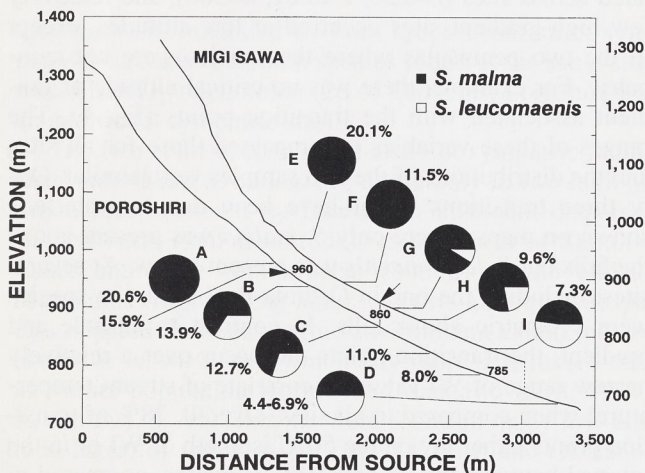 1,400
1,300
1,200
1,100
1,000
900
800
700
ELEVATION (m)
MIGI SAWA
POROSHIRI
■ S. malma
□ S. leucomaenis
1,300
1,200
1,100
1,000
900
800
700
E
20.1%
F
11.5%
G
9.6%
H
7.3%
A
20.6%
B
15.9%
13.9%
C
12.7%
11.0%
D
4.4-6.9%
8.0%
960
860
785
0
500
1,000
1,500
2,000
2,500
3,000
3,500
DISTANCE FROM SOURCE (m)